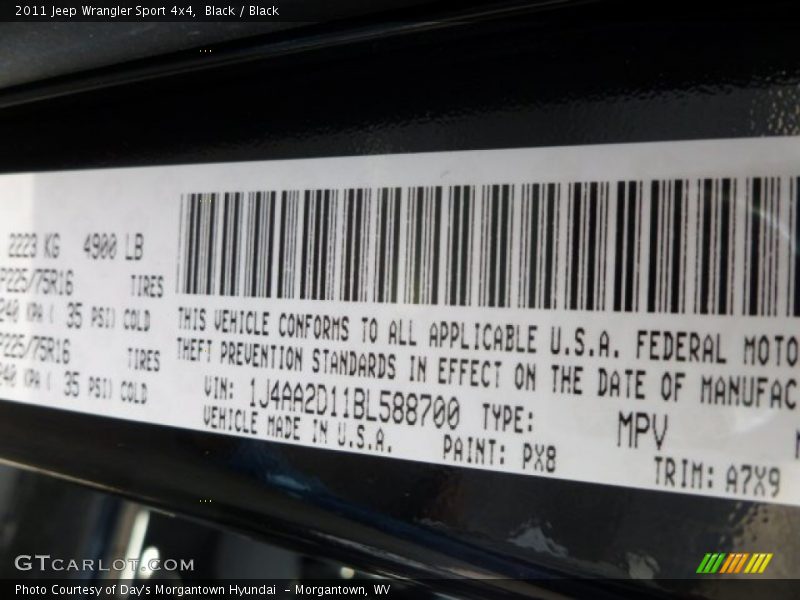 2011 Jeep Wrangler Sport 4x4, Black / Black
2223 KG 4900 LB
P225/75R16 TIRES
240 KPA ( 35 PSI) COLD
P225/75R16 TIRES
240 KPA ( 35 PSI) COLD
THIS VEHICLE CONFORMS TO ALL APPLICABLE U.S.A. FEDERAL MOTO
THEFT PREVENTION STANDARDS IN EFFECT ON THE DATE OF MANUFAC
VIN: 1J4AA2D11BL588700 TYPE: MPV
VEHICLE MADE IN U.S.A. PAINT: PX8 TRIM: A7X9
GTCARLOT.COM
Photo Courtesy of Day's Morgantown Hyundai - Morgantown, WV